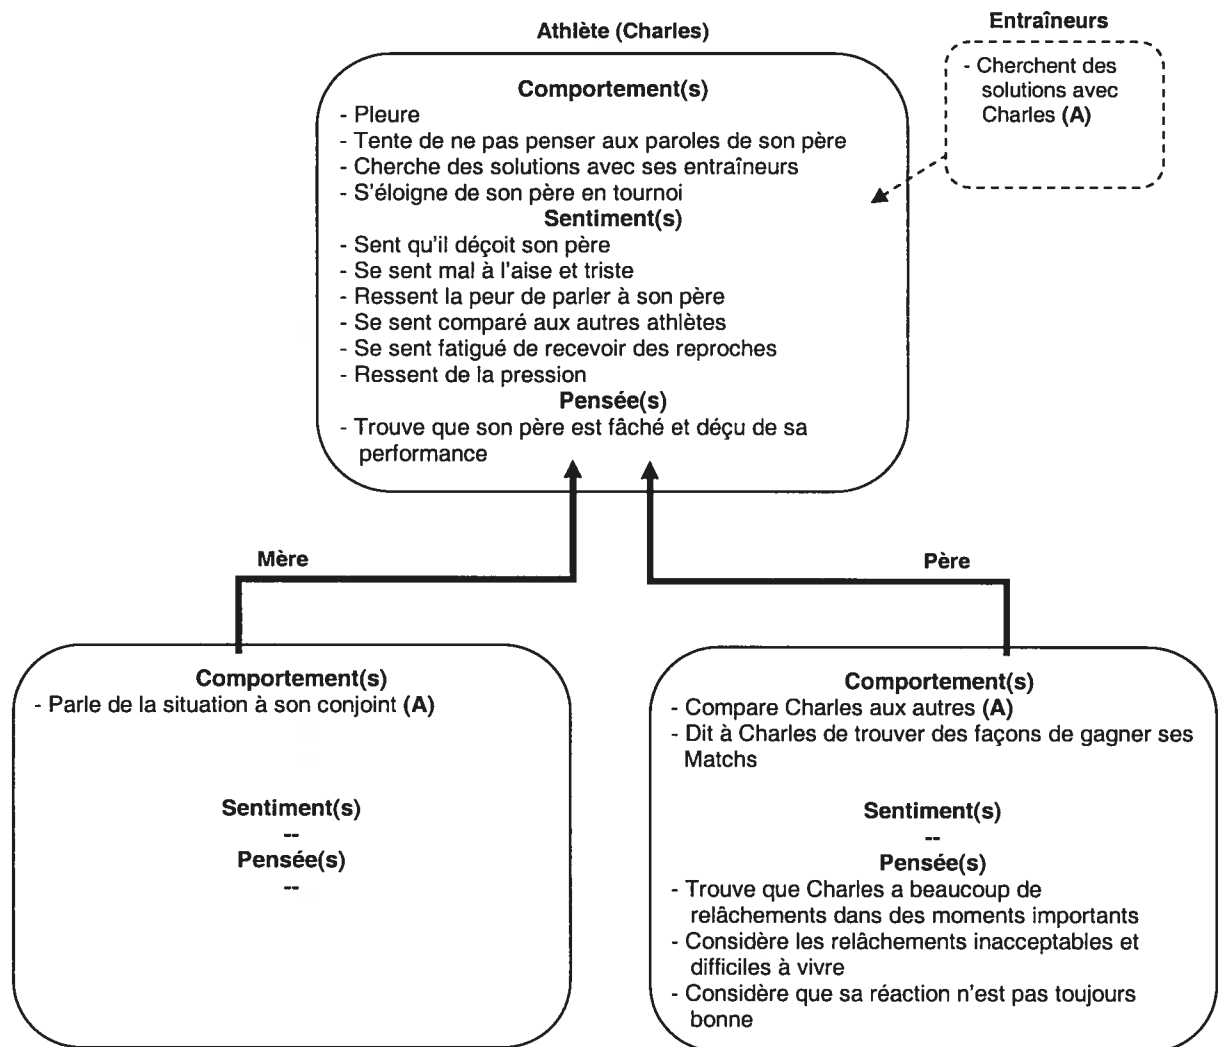 Athlète (Charles)
Comportement(s)
- Pleure
- Tente de ne pas penser aux paroles de son père
- Cherche des solutions avec ses entraîneurs
- S'éloigne de son père en tournoi
Sentiment(s)
- Sent qu'il déçoit son père
- Se sent mal à l'aise et triste
- Ressent la peur de parler à son père
- Se sent comparé aux autres athlètes
- Se sent fatigué de recevoir des reproches
- Ressent de la pression
Pensée(s)
- Trouve que son père est fâché et déçu de sa
performance
Entraîneurs
- Cherchent des
solutions avec
Charles (A)
Mère
Comportement(s)
- Parle de la situation à son conjoint (A)
Sentiment(s)
--
Pensée(s)
--
Père
Comportement(s)
- Compare Charles aux autres (A)
- Dit à Charles de trouver des façons de gagner ses
Matchs
Sentiment(s)
--
Pensée(s)
- Trouve que Charles a beaucoup de
relâchements dans des moments importants
- Considère les relâchements inacceptables et
difficiles à vivre
- Considère que sa réaction n'est pas toujours
bonne